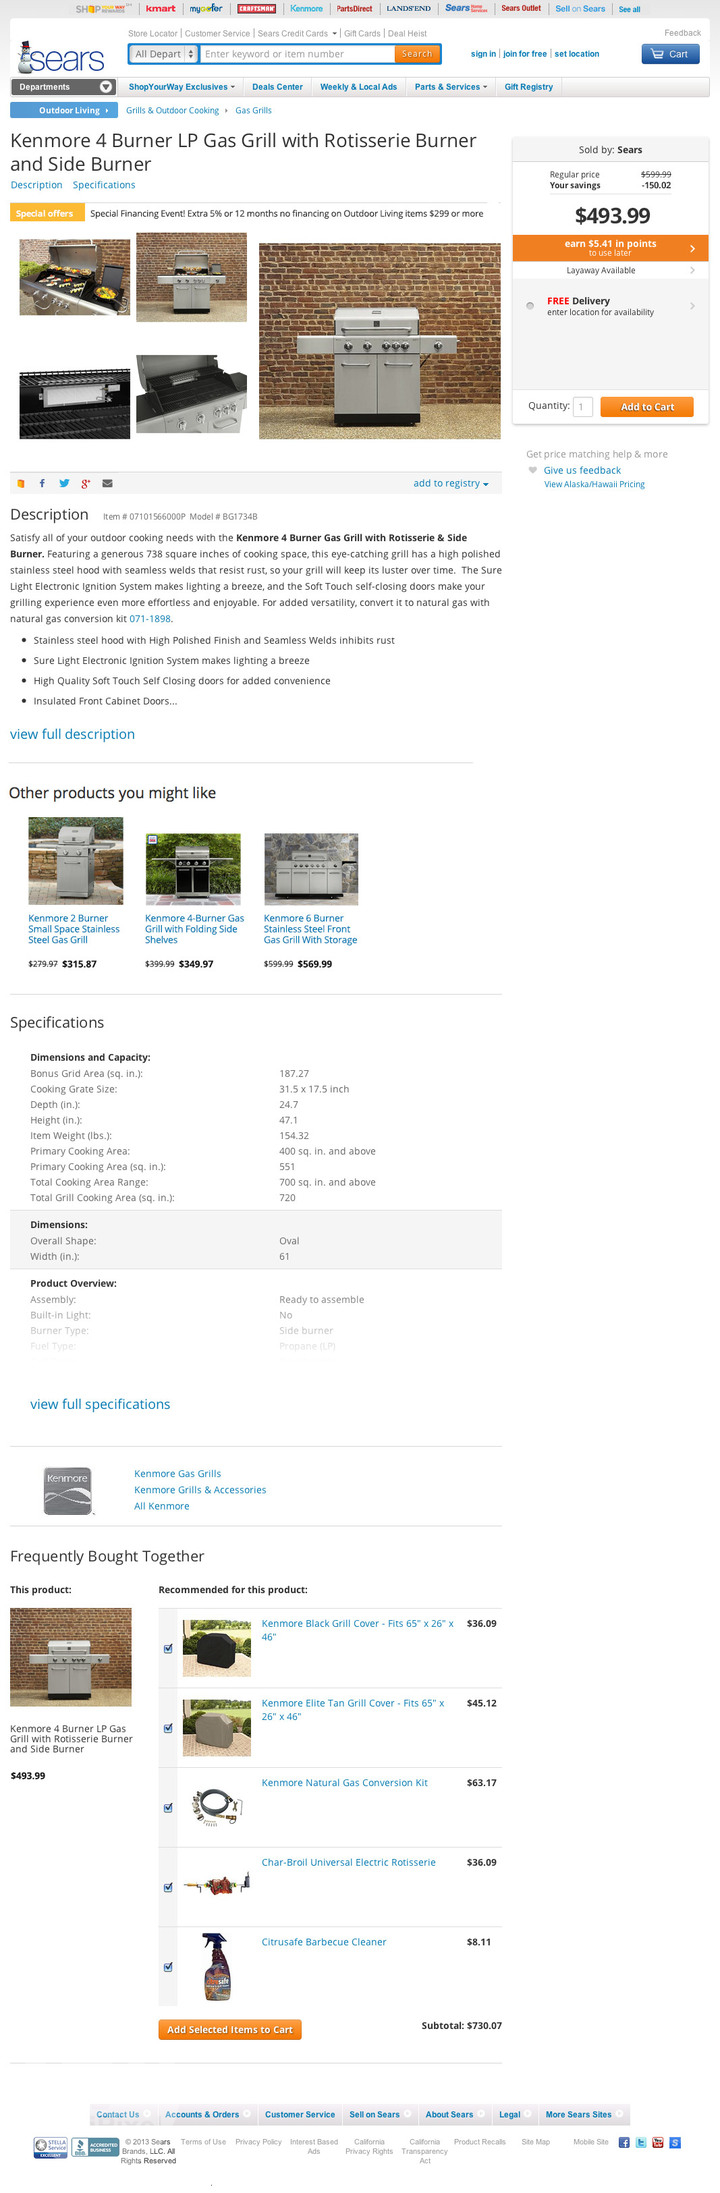 SHOP YOUR WAY REWARDS kmart mygofer CRAFTSMAN Kenmore PartsDirect LANDS'END Sears Home Services Sears Outlet Sell on Sears See all
Store Locator | Customer Service | Sears Credit Cards | Gift Cards | Deal Heist
Feedback
sears
All Depart Enter keyword or item number Search
sign in | join for free | set location
Cart
Departments ShopYourWay Exclusives Deals Center Weekly & Local Ads Parts & Services Gift Registry
Outdoor Living Grills & Outdoor Cooking Gas Grills
Kenmore 4 Burner LP Gas Grill with Rotisserie Burner
and Side Burner
Description Specifications
Special offers Special Financing Event! Extra 5% or 12 months no financing on Outdoor Living items $299 or more
Sold by: Sears
Regular price $599.99
Your savings -150.02
$493.99
earn $5.41 in points
to use later
Layaway Available
FREE Delivery
enter location for availability
Quantity: 1 Add to Cart
Get price matching help & more
Give us feedback
View Alaska/Hawaii Pricing
add to registry
Description Item # 07101566000P Model # BG1734B
Satisfy all of your outdoor cooking needs with the Kenmore 4 Burner Gas Grill with Rotisserie & Side
Burner. Featuring a generous 738 square inches of cooking space, this eye-catching grill has a high polished
stainless steel hood with seamless welds that resist rust, so your grill will keep its luster over time. The Sure
Light Electronic Ignition System makes lighting a breeze, and the Soft Touch self-closing doors make your
grilling experience even more effortless and enjoyable. For added versatility, convert it to natural gas with
natural gas conversion kit 071-1898.
• Stainless steel hood with High Polished Finish and Seamless Welds inhibits rust
• Sure Light Electronic Ignition System makes lighting a breeze
• High Quality Soft Touch Self Closing doors for added convenience
• Insulated Front Cabinet Doors...
view full description
Other products you might like
Kenmore 2 Burner
Small Space Stainless
Steel Gas Grill
$279.97 $315.87
Kenmore 4-Burner Gas
Grill with Folding Side
Shelves
$399.99 $349.97
Kenmore 6 Burner
Stainless Steel Front
Gas Grill With Storage
$599.99 $569.99
Specifications
Dimensions and Capacity:
Bonus Grid Area (sq. in.): 187.27
Cooking Grate Size: 31.5 x 17.5 inch
Depth (in.): 24.7
Height (in.): 47.1
Item Weight (lbs.): 154.32
Primary Cooking Area: 400 sq. in. and above
Primary Cooking Area (sq. in.): 551
Total Cooking Area Range: 700 sq. in. and above
Total Grill Cooking Area (sq. in.): 720
Dimensions:
Overall Shape: Oval
Width (in.): 61
Product Overview:
Assembly: Ready to assemble
Built-in Light: No
Burner Type: Side burner
Fuel Type: Propane (LP)
view full specifications
Kenmore
Kenmore Gas Grills
Kenmore Grills & Accessories
All Kenmore
Frequently Bought Together
This product:
Kenmore 4 Burner LP Gas
Grill with Rotisserie Burner
and Side Burner
$493.99
Recommended for this product:
Kenmore Black Grill Cover - Fits 65" x 26" x $36.09
46"
Kenmore Elite Tan Grill Cover - Fits 65" x $45.12
26" x 46"
Kenmore Natural Gas Conversion Kit $63.17
Char-Broil Universal Electric Rotisserie $36.09
Citrusafe Barbecue Cleaner $8.11
Add Selected Items to Cart Subtotal: $730.07
Contact Us Accounts & Orders Customer Service Sell on Sears About Sears Legal More Sears Sites
STELLA Service EXCELLENT
BBB ACCREDITED BUSINESS
© 2013 Sears
Brands, LLC. All
Rights Reserved
Terms of Use
Privacy Policy
Interest Based
Ads
California
Privacy Rights
California
Transparency
Act
Product Recalls
Site Map
Mobile Site